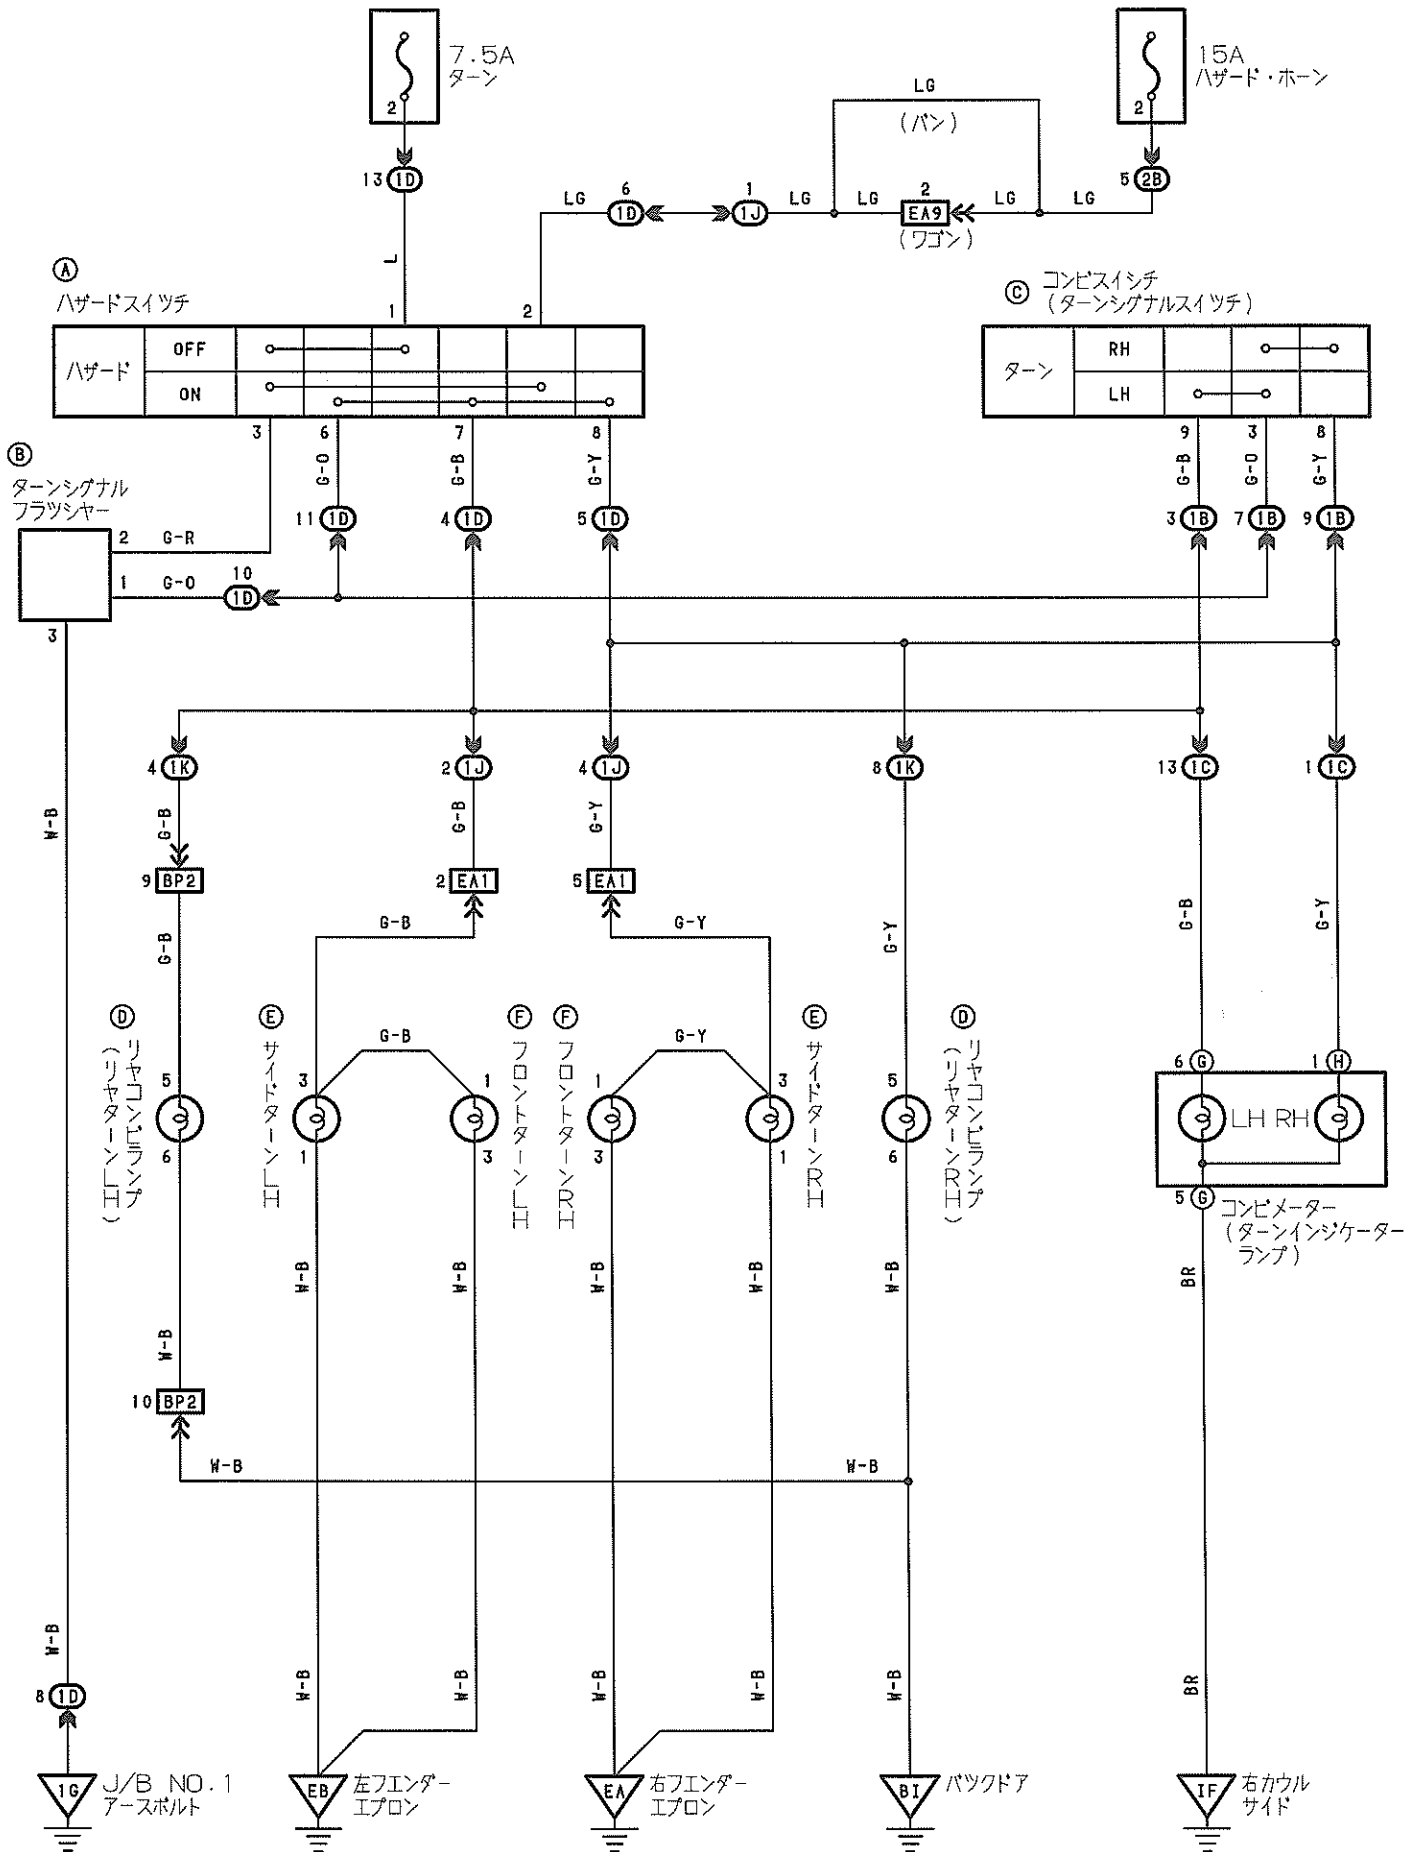 7.5A
ターン
2
13 1D
L
15A
ハザード・ホーン
2
5 2B
LG
(バン)
LG
6
1D
1
1J
LG
LG
2
EA9
(ワゴン)
LG
LG
A
ハザードスイツチ
1
2
ハザード
OFF
ON
3
6
7
8
G-O
G-B
G-Y
11 1D
4 1D
5 1D
C
コンビスイシチ
(ターンシグナルスイツチ)
ターン
RH
LH
9
3
8
G-B
G-O
G-Y
3 1B
7 1B
9 1B
B
ターンシグナル
フラツシヤー
2
G-R
1
G-O
10
1D
3
W-B
4 1K
2 1J
4 1J
8 1K
13 1C
1 1C
G-B
G-B
G-Y
9 BP2
2 EA1
5 EA1
G-B
G-B
G-Y
G-Y
G-B
G-Y
D
リヤコンビランプ
(リヤターンLH)
5
6
E
サイドターンLH
3
1
G-B
F
フロントターンLH
1
3
F
フロントターンRH
1
3
G-Y
E
サイドターンRH
3
1
D
リヤコンビランプ
(リヤターンRH)
5
6
6 G
1 H
LH RH
5 G
コンビメーター
(ターンインジケーター
ランプ)
W-B
W-B
W-B
W-B
W-B
BR
W-B
10 BP2
W-B
W-B
W-B
W-B
W-B
W-B
W-B
W-B
BR
8 1D
1G
J/B NO.1
アースボルト
EB
左フエンダー
エプロン
EA
右フエンダー
エプロン
BI
バツクドア
IF
右カウル
サイド